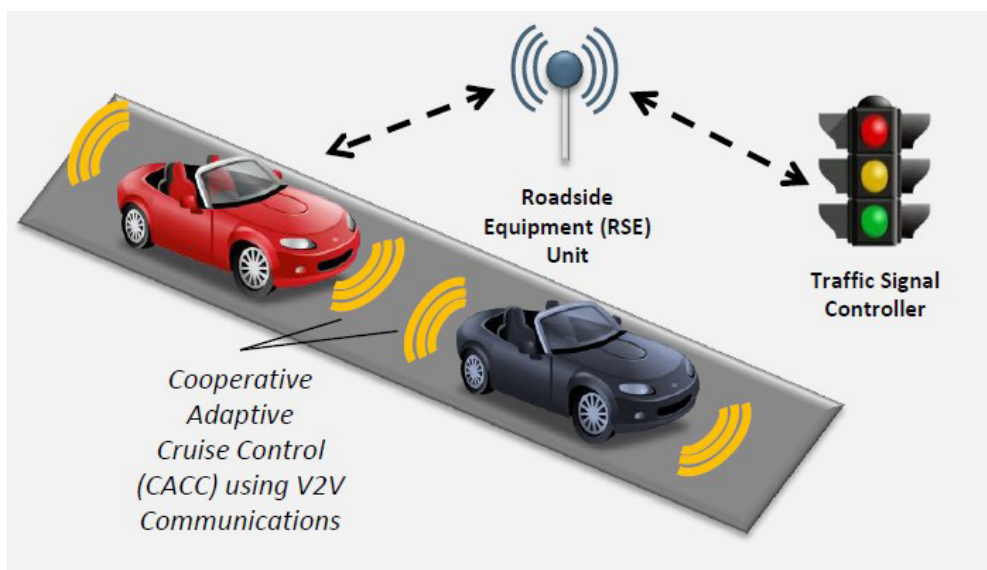 Roadside
Equipment (RSE)
Unit
Traffic Signal
Controller
Cooperative
Adaptive
Cruise Control
(CACC) using V2V
Communications